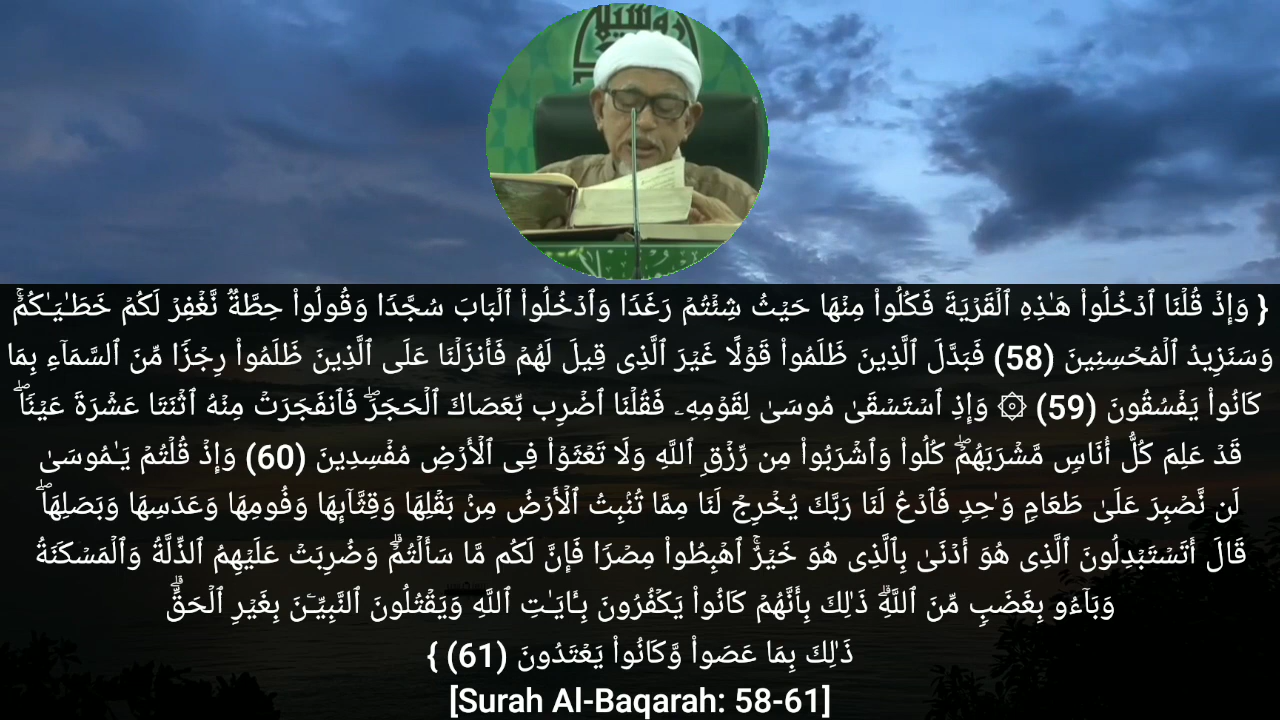 { وَإِذۡ قُلۡنَا ٱدۡخُلُواْ هَـٰذِهِ ٱلۡقَرۡيَةَ فَكُلُواْ مِنۡهَا حَيۡثُ شِئۡتُمۡ رَغَدٗا وَٱدۡخُلُواْ ٱلۡبَابَ سُجَّدٗا وَقُولُواْ حِطَّةٞ نَّغۡفِرۡ لَكُمۡ خَطَـٰيَـٰكُمۡۚ
وَسَنَزِيدُ ٱلۡمُحۡسِنِينَ (58) فَبَدَّلَ ٱلَّذِينَ ظَلَمُواْ قَوۡلًا غَيۡرَ ٱلَّذِی قِيلَ لَهُمۡ فَأَنزَلۡنَا عَلَى ٱلَّذِينَ ظَلَمُواْ رِجۡزٗا مِّنَ ٱلسَّمَاۤءِ بِمَا
كَانُواْ يَفۡسُقُونَ (59) ۞ وَإِذِ ٱسۡتَسۡقَىٰ مُوسَىٰ لِقَوۡمِهِۦ فَقُلۡنَا ٱضۡرِب بِّعَصَاكَ ٱلۡحَجَرَۖ فَٱنفَجَرَتۡ مِنۡهُ ٱثۡنَتَا عَشۡرَةَ عَيۡنٗاۖ
قَدۡ عَلِمَ كُلُّ أُنَاسٖ مَّشۡرَبَهُمۡۖ كُلُواْ وَٱشۡرَبُواْ مِن رِّزۡقِ ٱللَّهِ وَلَا تَعۡثَوۡاْ فِی ٱلۡأَرۡضِ مُفۡسِدِينَ (60) وَإِذۡ قُلۡتُمۡ يَـٰمُوسَىٰ
لَن نَّصۡبِرَ عَلَىٰ طَعَامٖ وَٰحِدٖ فَٱدۡعُ لَنَا رَبَّكَ يُخۡرِجۡ لَنَا مِمَّا تُنۢبِتُ ٱلۡأَرۡضُ مِنۢ بَقۡلِهَا وَقِثَّاۤىِٕهَا وَفُومِهَا وَعَدَسِهَا وَبَصَلِهَاۖ
قَالَ أَتَسۡتَبۡدِلُونَ ٱلَّذِی هُوَ أَدۡنَىٰ بِٱلَّذِی هُوَ خَيۡرٌۚ ٱهۡبِطُواْ مِصۡرٗا فَإِنَّ لَكُم مَّا سَأَلۡتُمۡۗ وَضُرِبَتۡ عَلَيۡهِمُ ٱلذِّلَّةُ وَٱلۡمَسۡكَنَةُ
وَبَاۤءُو بِغَضَبٖ مِّنَ ٱللَّهِۗ ذَٰلِكَ بِأَنَّهُمۡ كَانُواْ يَكۡفُرُونَ بِـَٔايَـٰتِ ٱللَّهِ وَيَقۡتُلُونَ ٱلنَّبِيِّـۧنَ بِغَيۡرِ ٱلۡحَقِّۗ
ذَٰلِكَ بِمَا عَصَواْ وَّكَانُواْ يَعۡتَدُونَ (61) }
[Surah Al-Baqarah: 58-61]